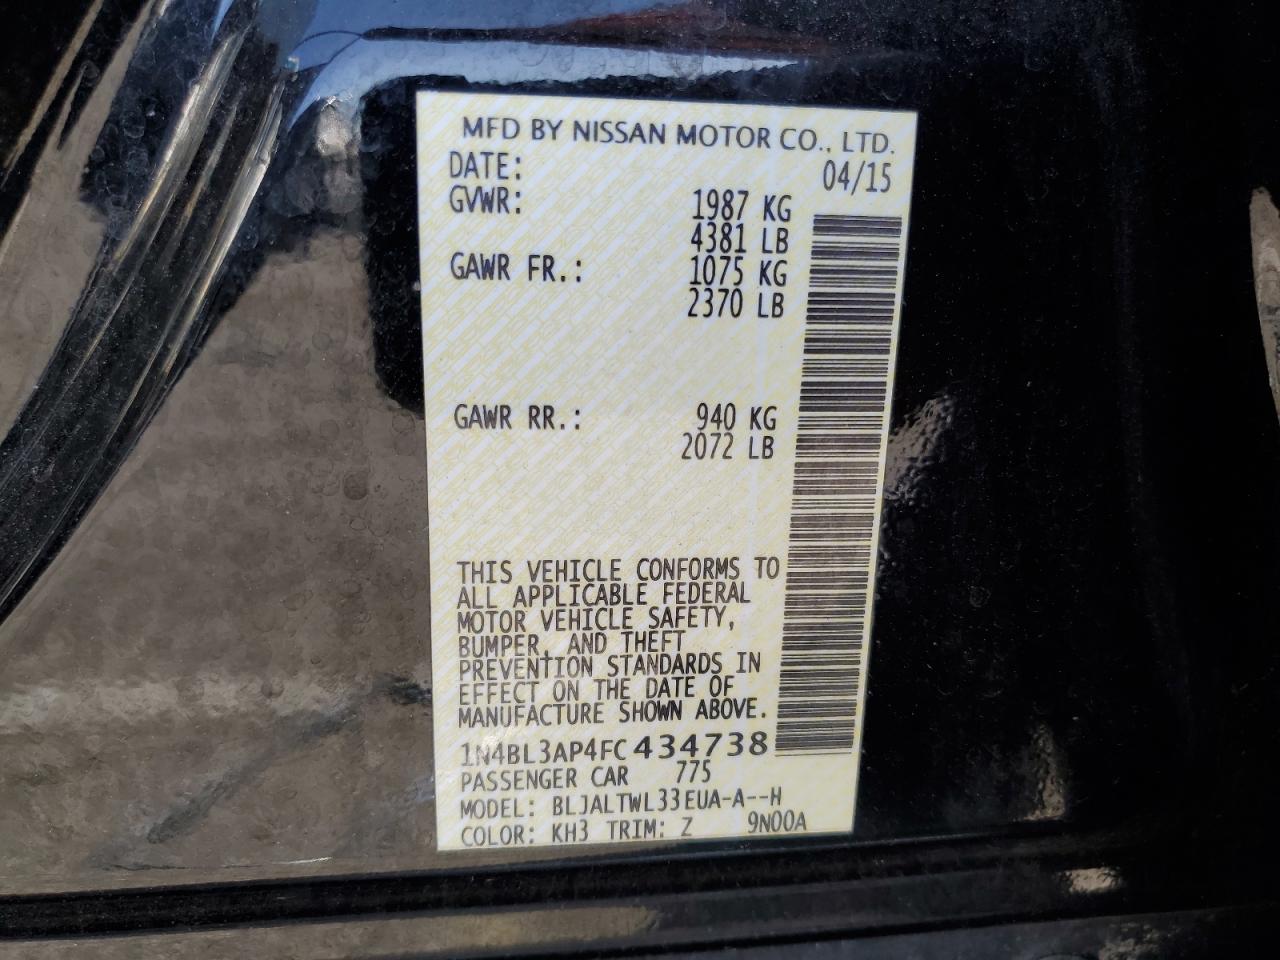 MFD BY NISSAN MOTOR CO., LTD.
DATE: 04/15
GVWR: 1987 KG
4381 LB
GAWR FR.: 1075 KG
2370 LB
GAWR RR.: 940 KG
2072 LB
THIS VEHICLE CONFORMS TO
ALL APPLICABLE FEDERAL
MOTOR VEHICLE SAFETY,
BUMPER, AND THEFT
PREVENTION STANDARDS IN
EFFECT ON THE DATE OF
MANUFACTURE SHOWN ABOVE.
1N4BL3AP4FC434738
PASSENGER CAR 775
MODEL: BLJALTWL33EUA-A--H
COLOR: KH3 TRIM: Z 9N00A